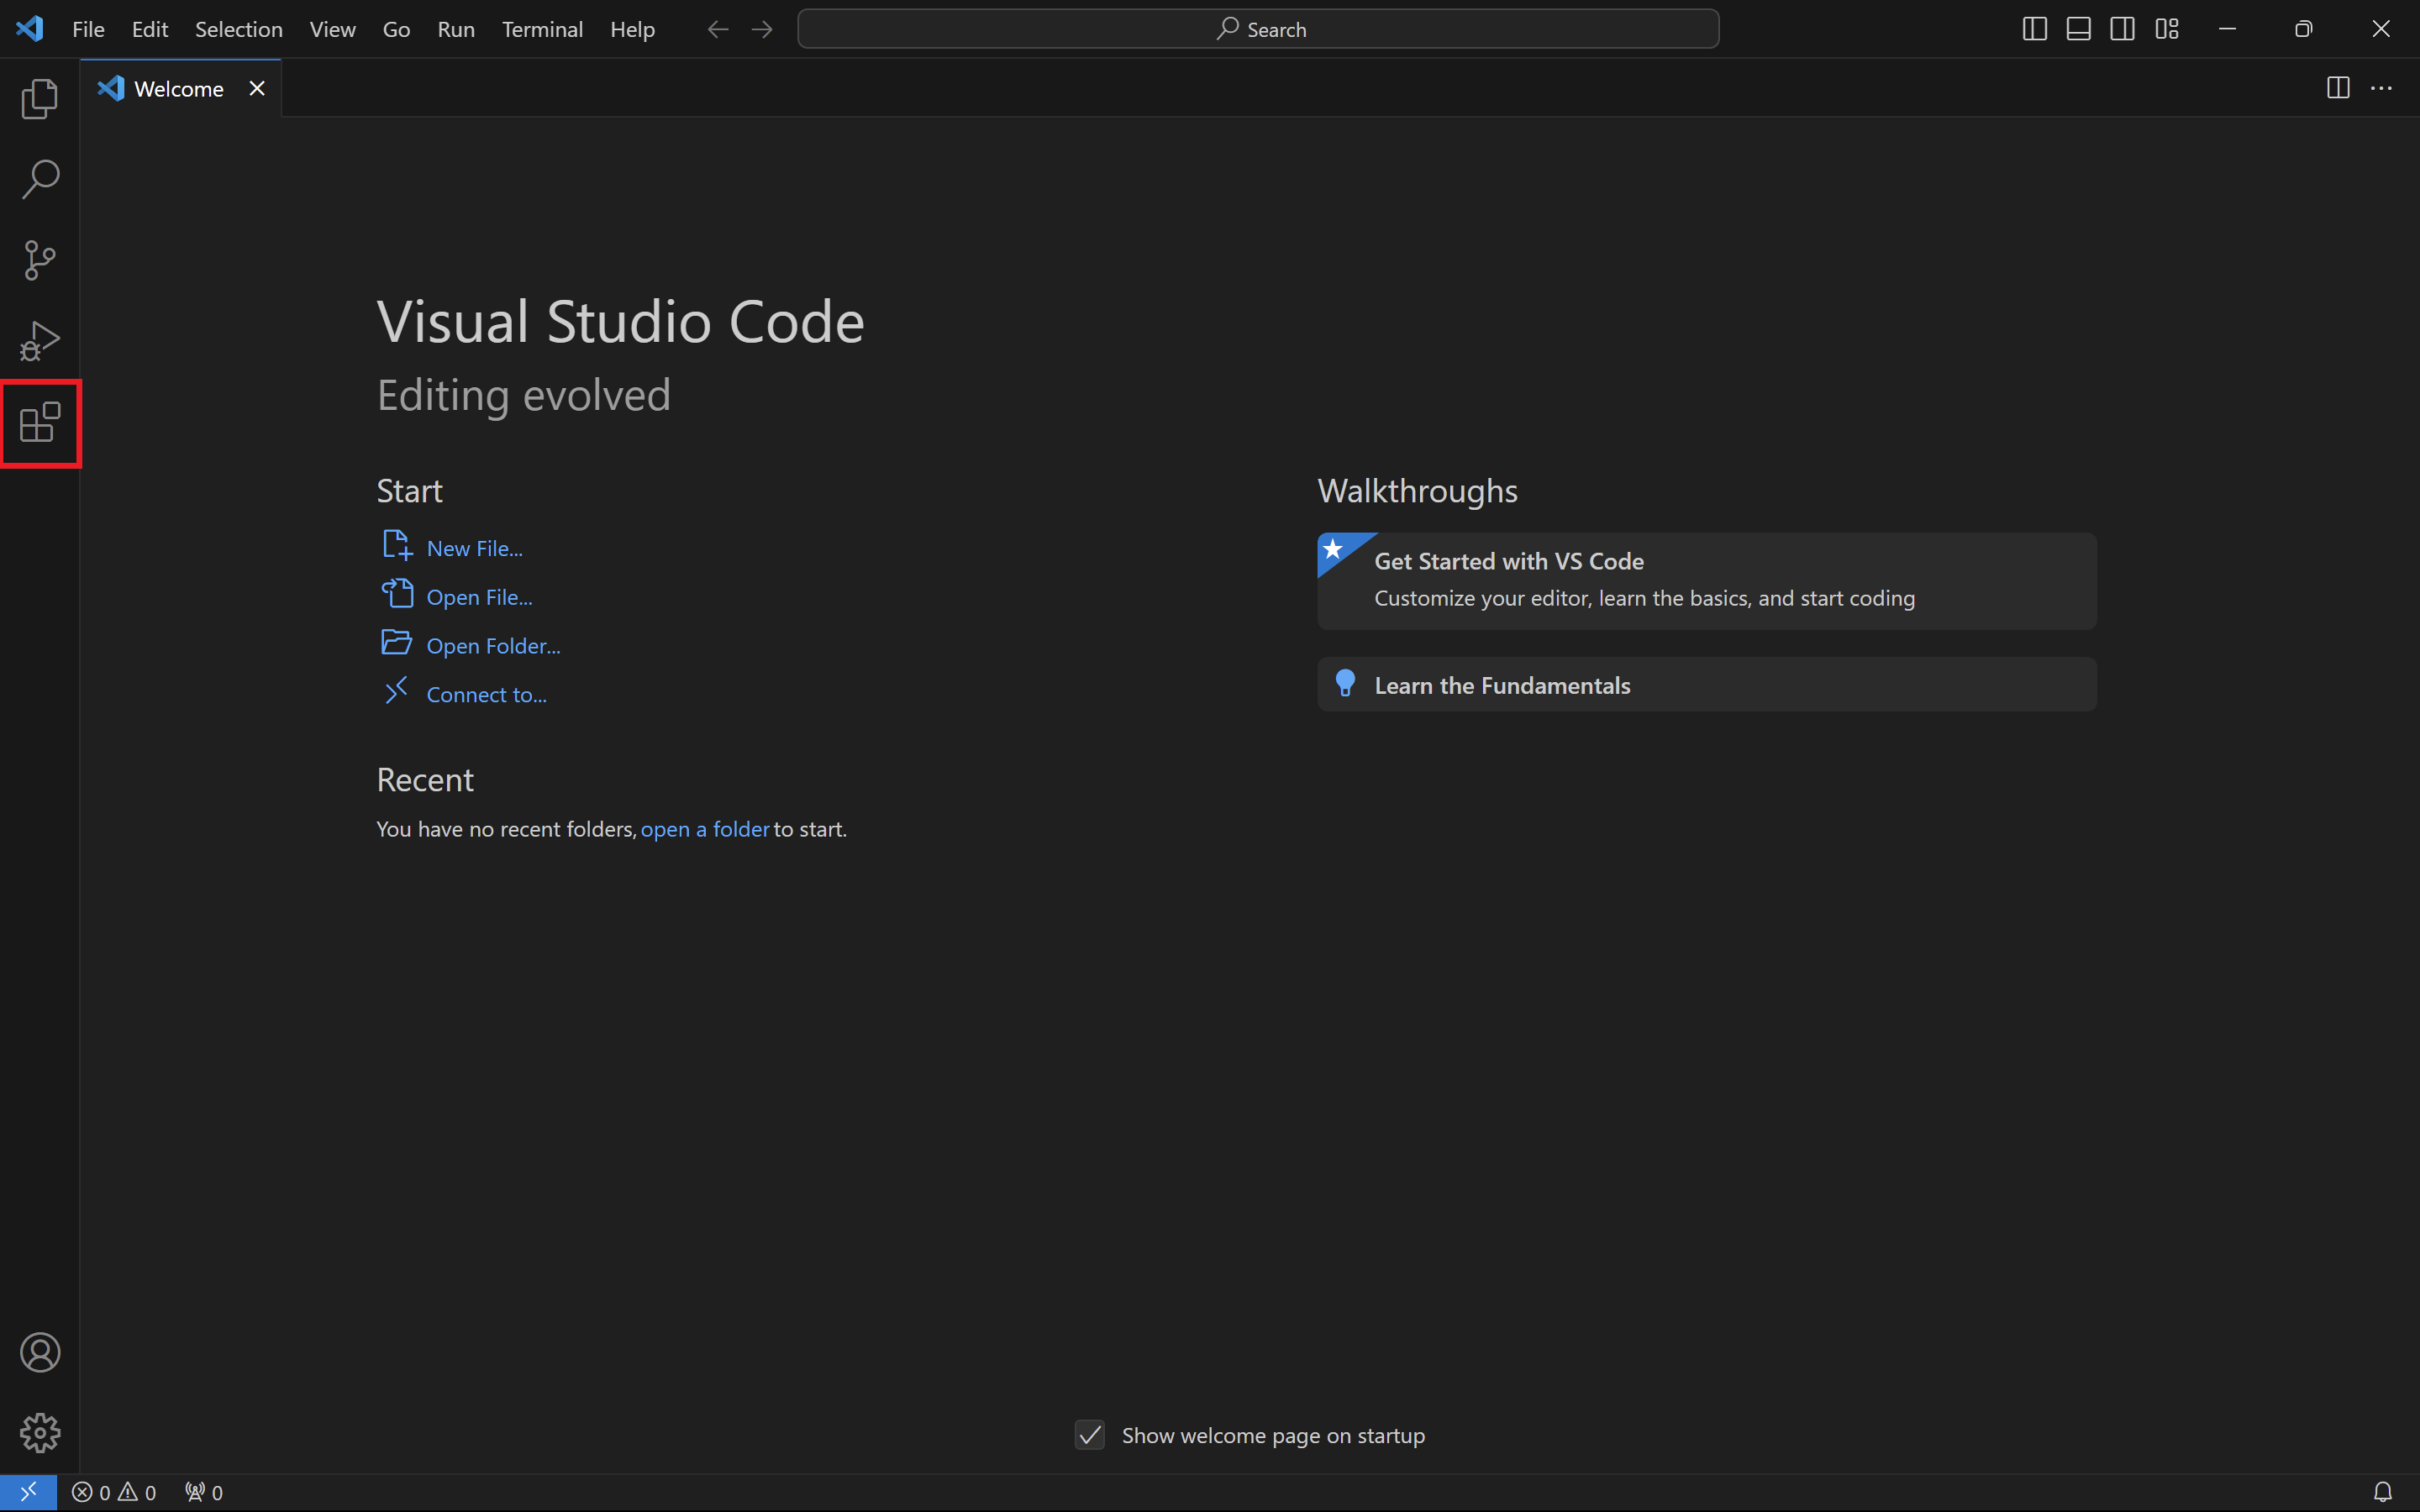 File Edit Selection View Go Run Terminal Help Search
Welcome
Visual Studio Code
Editing evolved
Start
New File...
Open File...
Open Folder...
Connect to...
Recent
You have no recent folders, open a folder to start.
Walkthroughs
Get Started with VS Code
Customize your editor, learn the basics, and start coding
Learn the Fundamentals
Show welcome page on startup
0 0 0